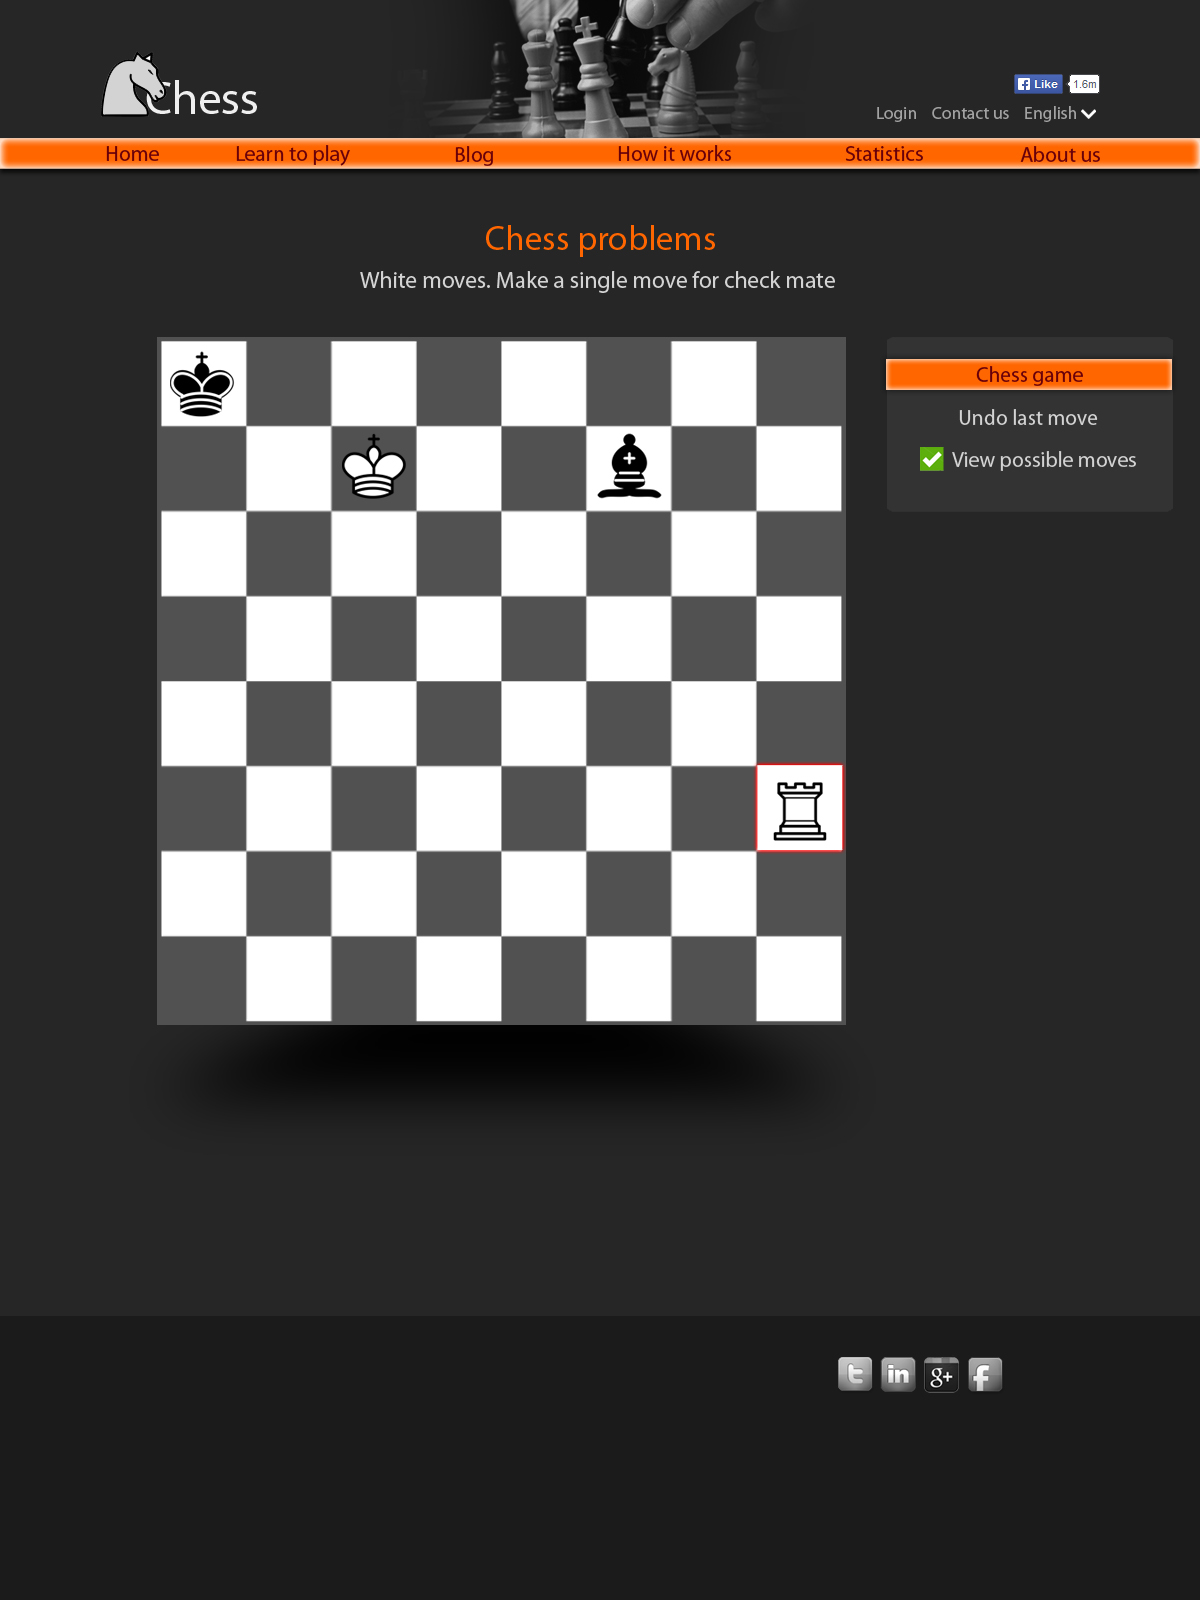 Chess
Like 1.6m
Login Contact us English
Home Learn to play Blog How it works Statistics About us
Chess problems
White moves. Make a single move for check mate
Chess game
Undo last move
View possible moves
t in g+ f